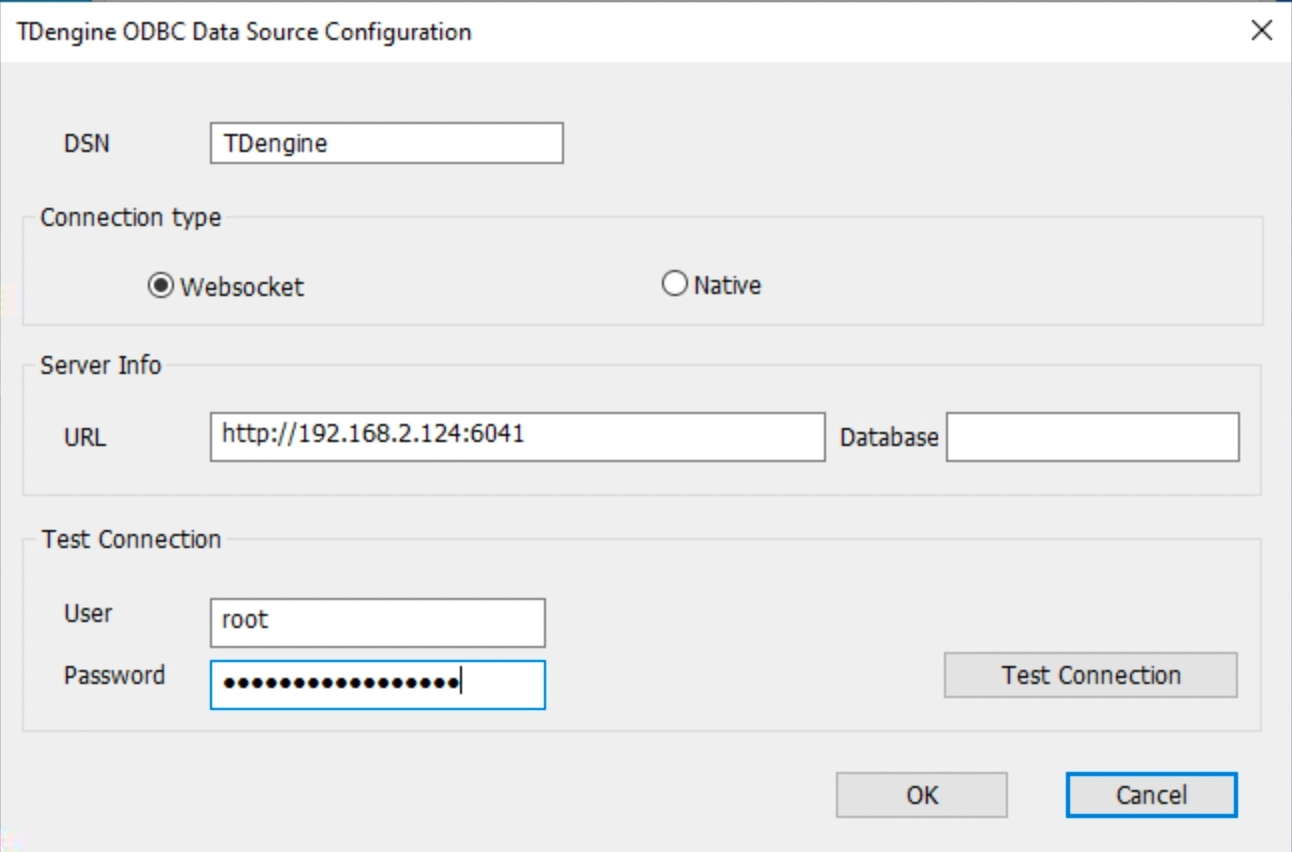 TDengine ODBC Data Source Configuration
DSN TDengine
Connection type
Websocket Native
Server Info
URL http://192.168.2.124:6041 Database
Test Connection
User root
Password •••••••••••••••••
Test Connection
OK Cancel